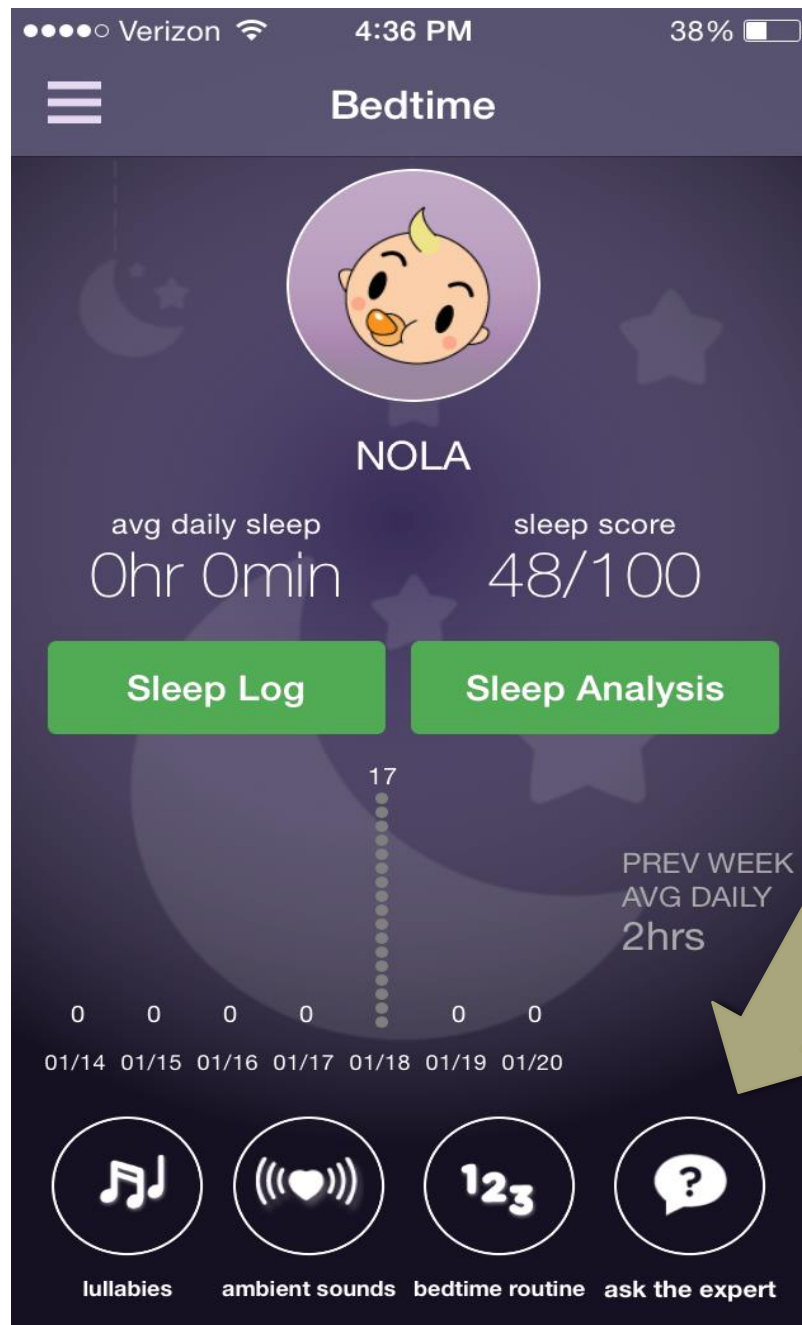 Verizon 4:36 PM 38%
Bedtime
NOLA
avg daily sleep sleep score
0hr 0min 48/100
Sleep Log Sleep Analysis
17
PREV WEEK
AVG DAILY
2hrs
0 0 0 0 0 0
01/14 01/15 01/16 01/17 01/18 01/19 01/20
123
?
lullabies ambient sounds bedtime routine ask the expert